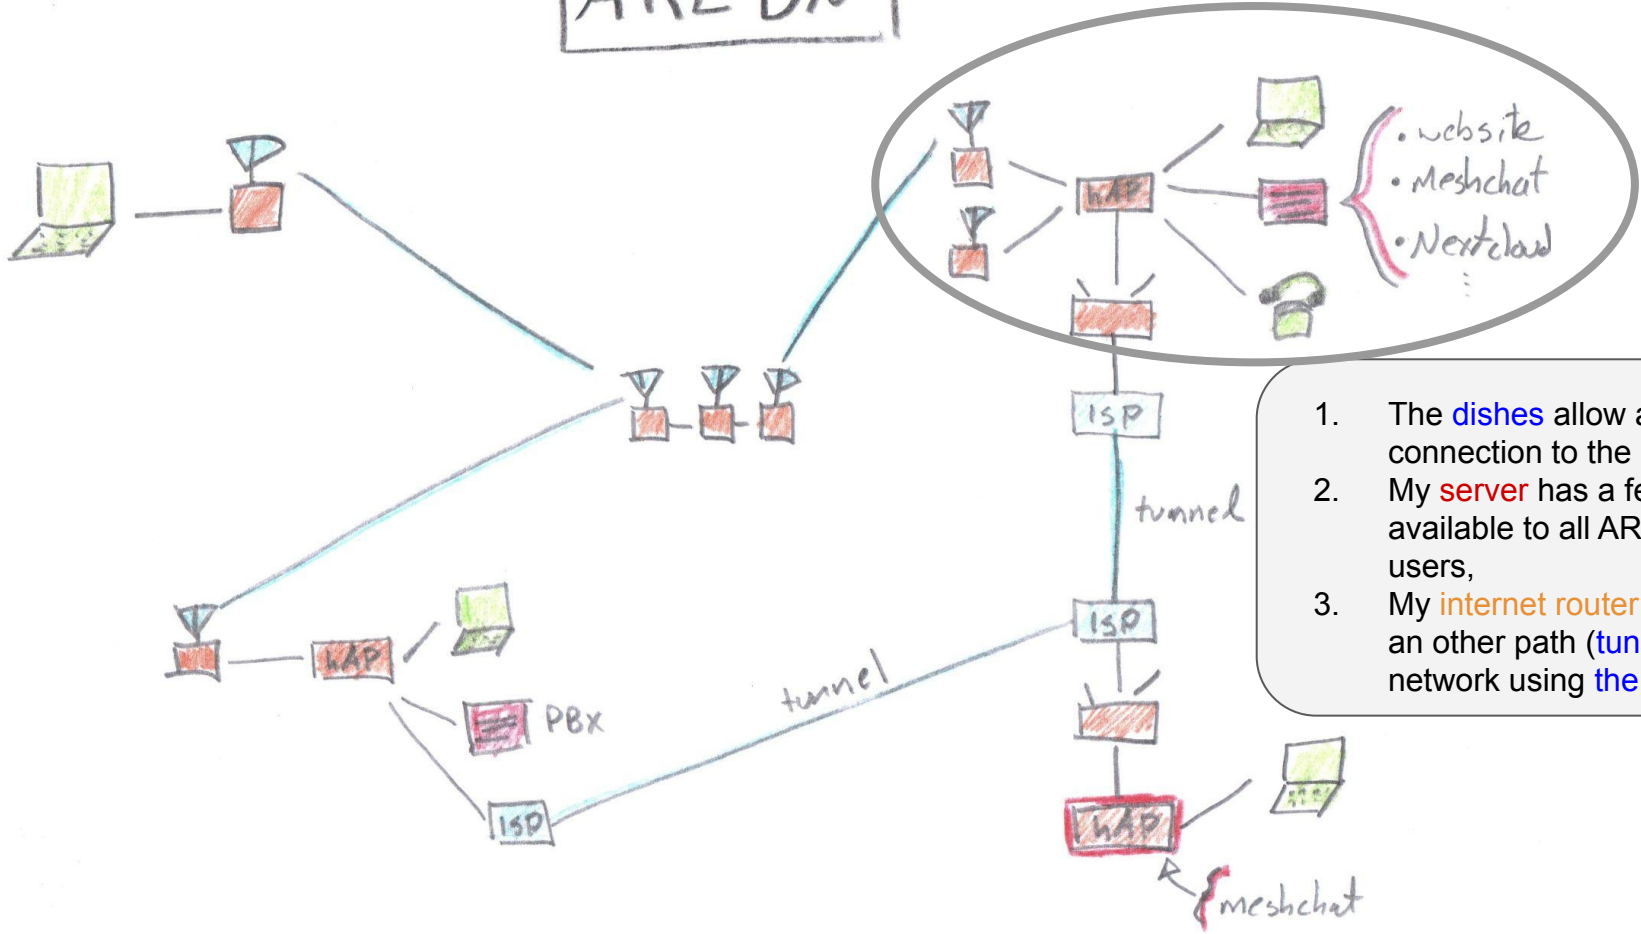 AREDN
• website
hAP
• Meshchat
• Nextcloud
⋮
ISP
tunnel
1. The dishes allow a
connection to the
2. My server has a fe
available to all AR
users,
3. My internet router
an other path (tun
network using the
ISP
hAP
tunnel
PBX
ISP
hAP
meshchat